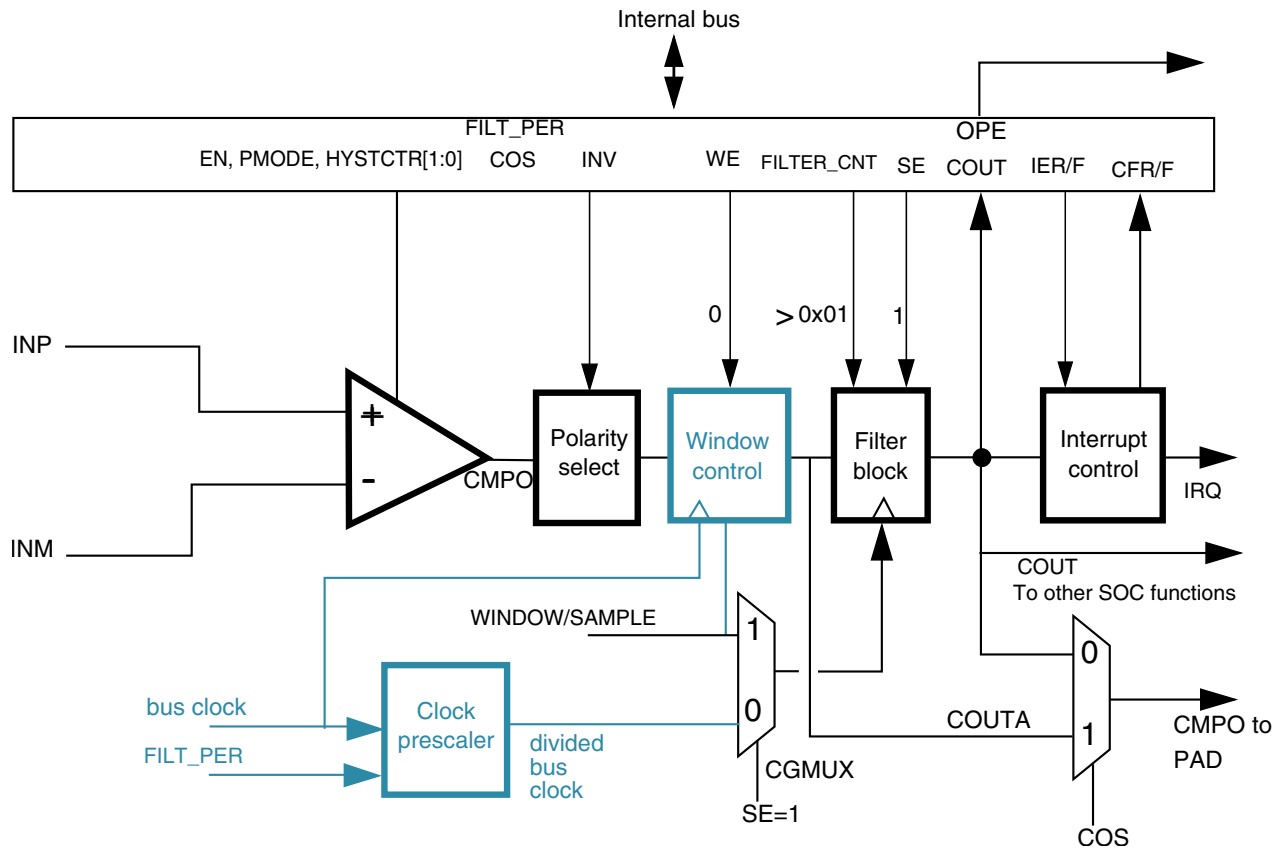 Internal bus
FILT_PER
OPE
EN, PMODE, HYSTCTR[1:0]
COS
INV
WE
FILTER_CNT
SE
COUT
IER/F
CFR/F
0
> 0x01
1
INP
INM
+
-
CMPO
Polarity
select
Window
control
Filter
block
Interrupt
control
IRQ
COUT
To other SOC functions
WINDOW/SAMPLE
1
0
CGMUX
SE=1
bus clock
FILT_PER
Clock
prescaler
divided
bus
clock
COUTA
0
1
CMPO to
PAD
COS